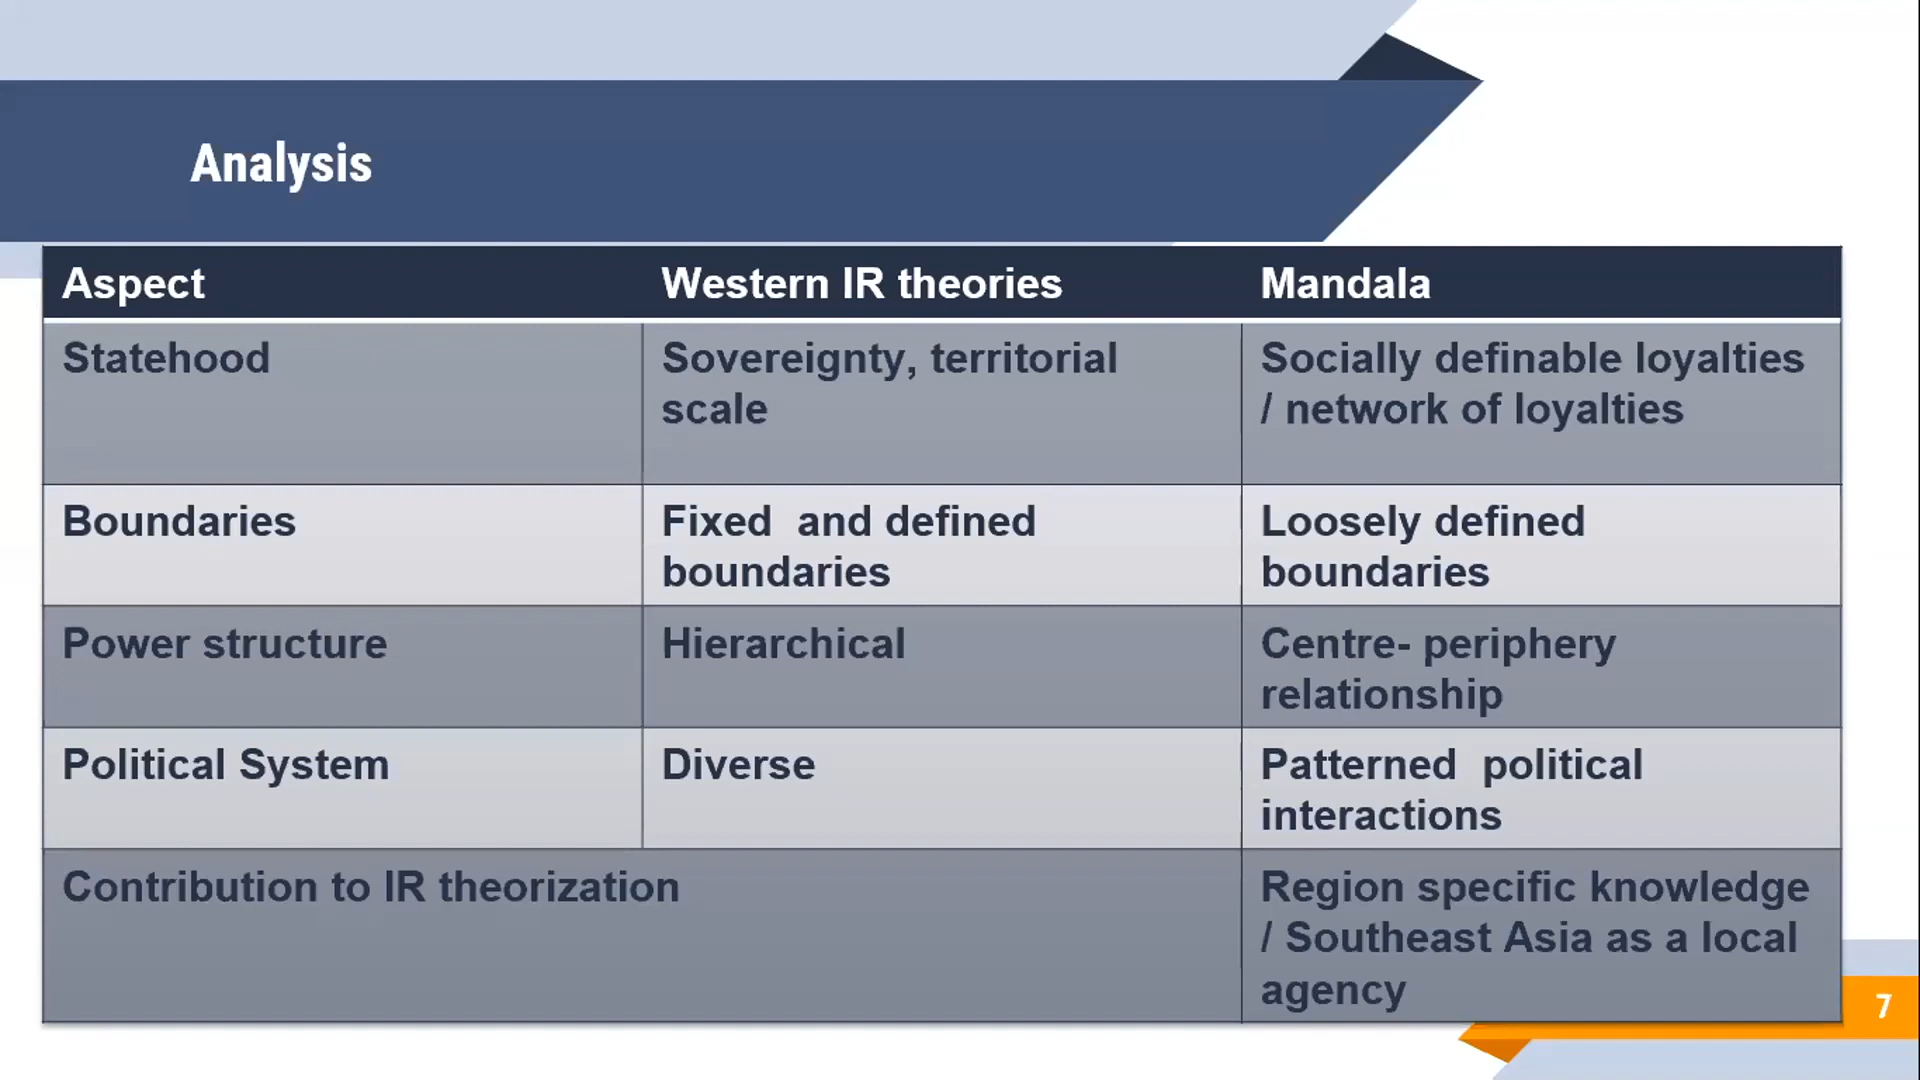 Analysis
Aspect
Western IR theories
Mandala
Statehood
Sovereignty, territorial
scale
Socially definable loyalties
/ network of loyalties
Boundaries
Fixed  and defined
boundaries
Loosely defined
boundaries
Power structure
Hierarchical
Centre- periphery
relationship
Political System
Diverse
Patterned  political
interactions
Contribution to IR theorization
Region specific knowledge
/ Southeast Asia as a local
agency
7